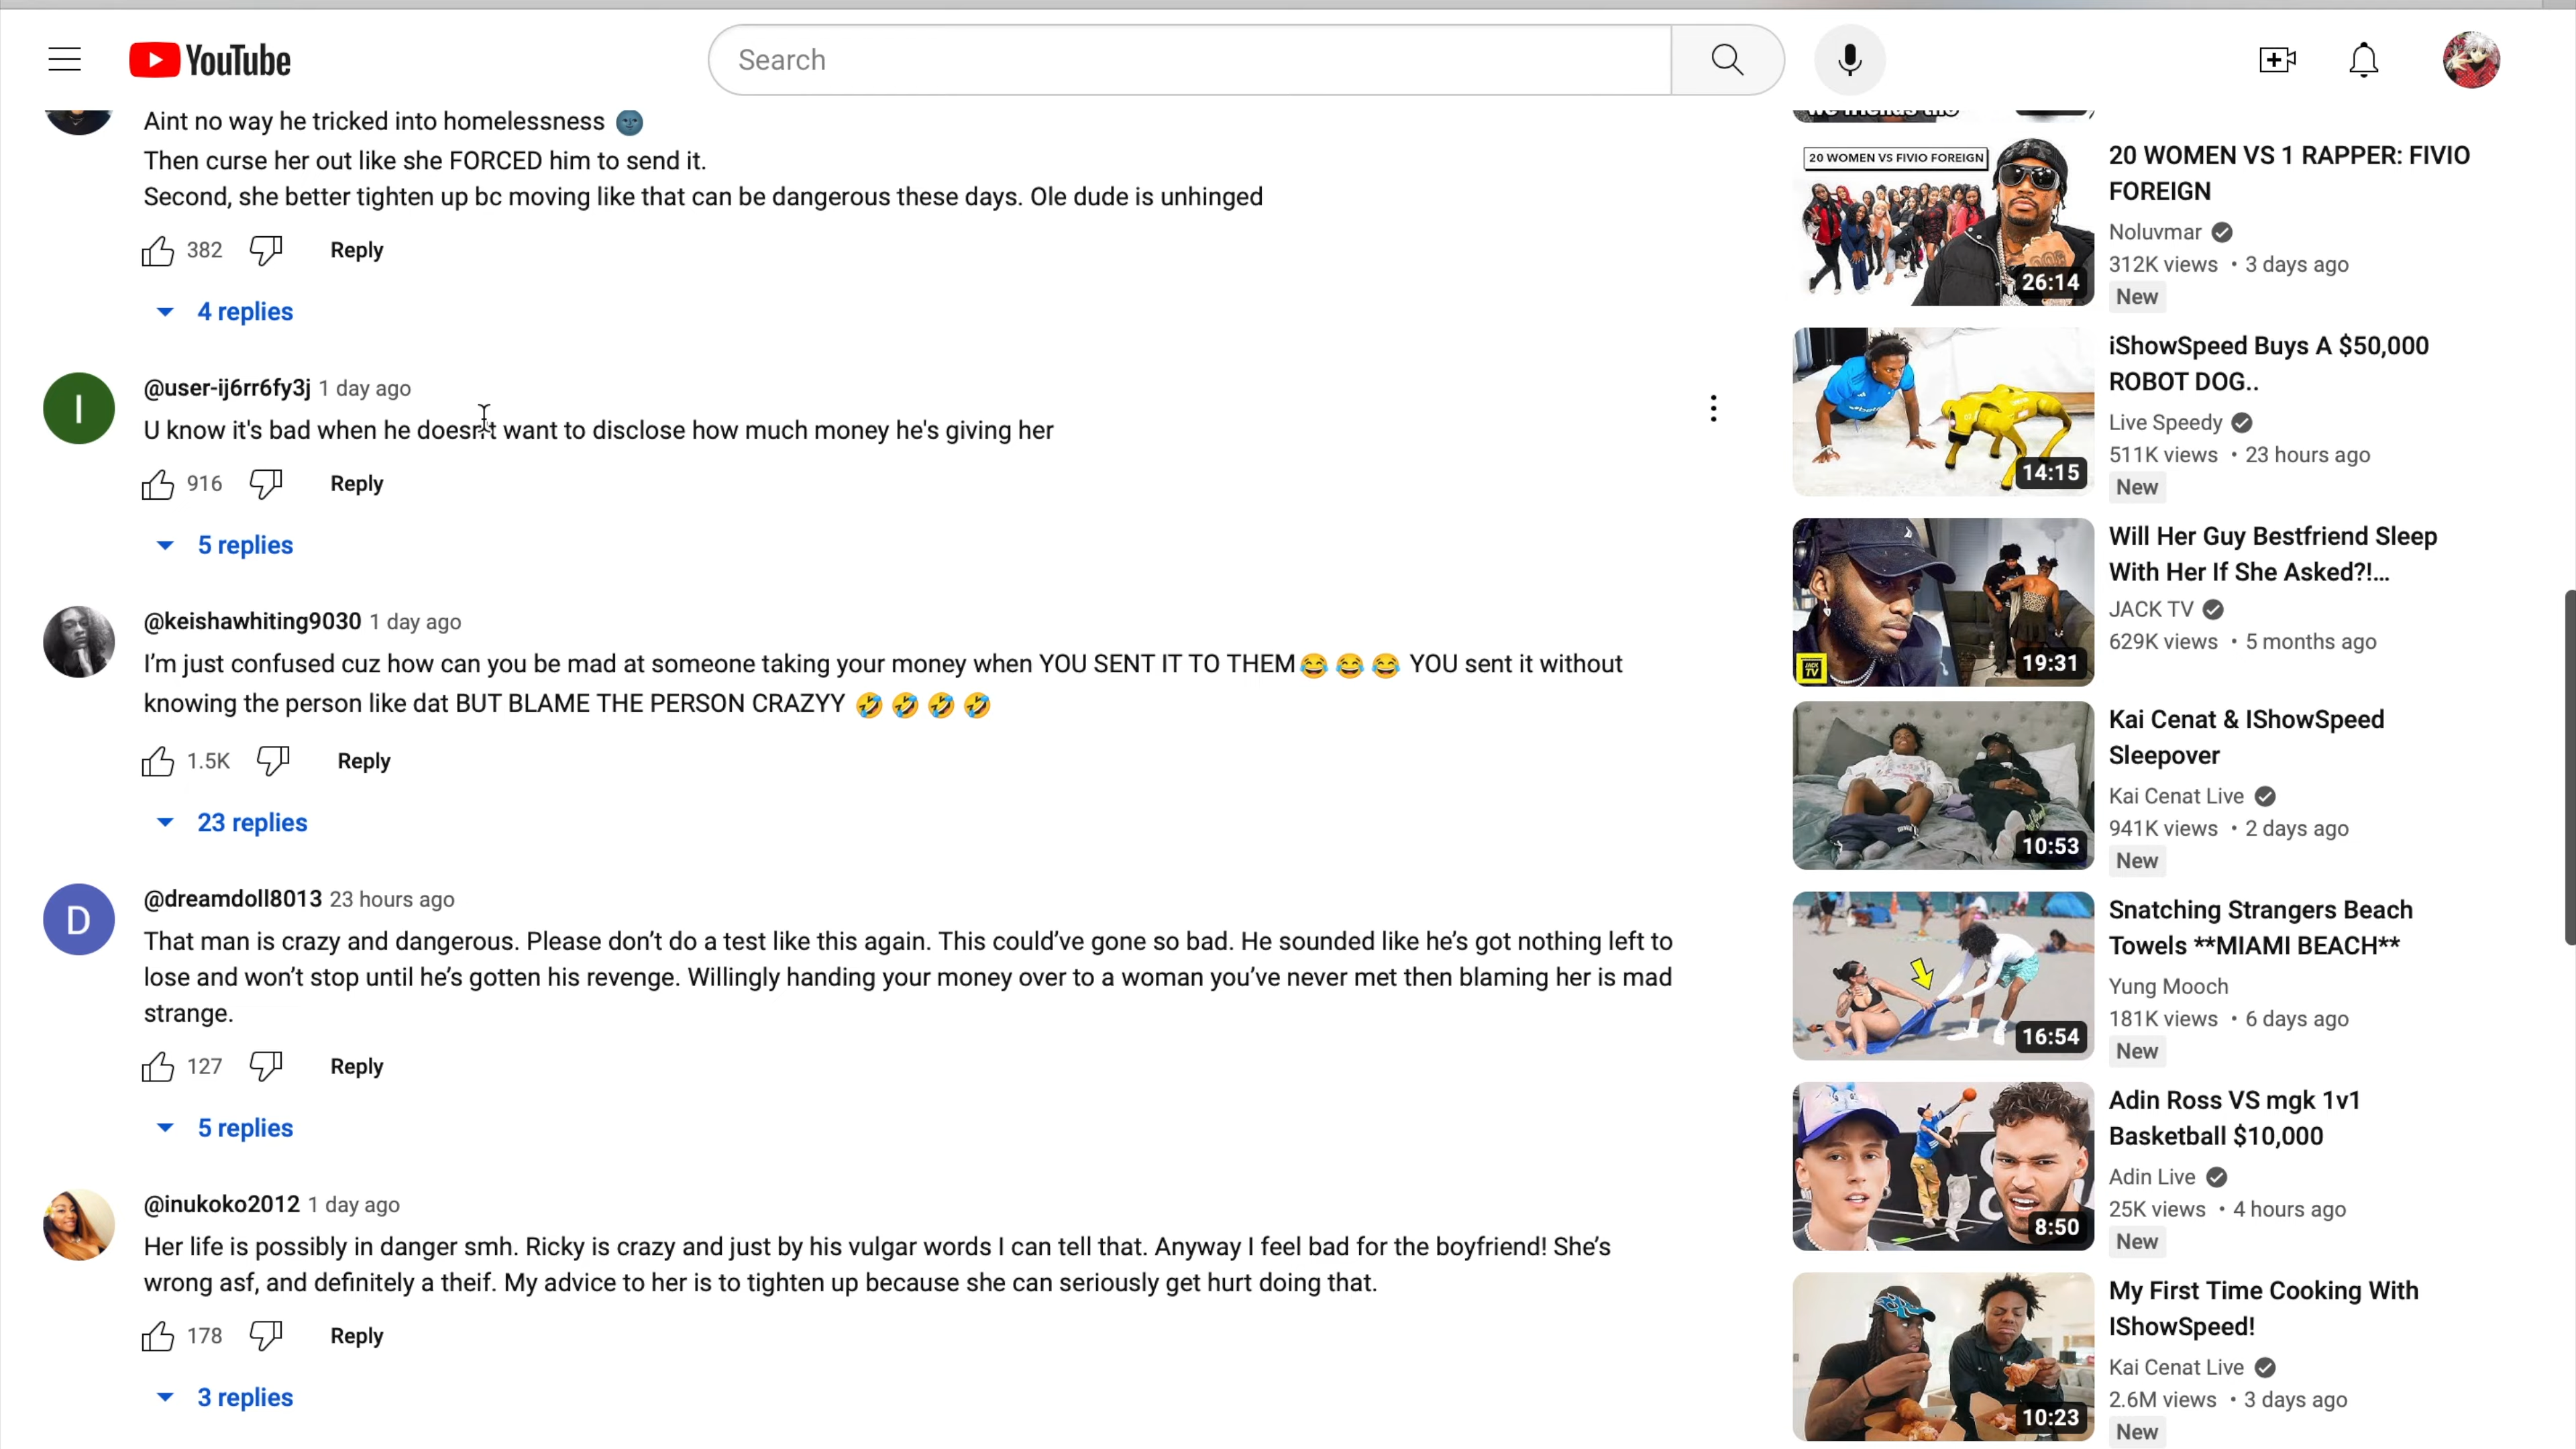 YouTube
Search
Aint no way he tricked into homelessness 🌚
Then curse her out like she FORCED him to send it.
Second, she better tighten up bc moving like that can be dangerous these days. Ole dude is unhinged
382
Reply
4 replies
I
@user-ij6rr6fy3j 1 day ago
U know it's bad when he doesn't want to disclose how much money he's giving her
916
Reply
5 replies
@keishawhiting9030 1 day ago
I’m just confused cuz how can you be mad at someone taking your money when YOU SENT IT TO THEM😂 😂 😂 YOU sent it without
knowing the person like dat BUT BLAME THE PERSON CRAZYY 🤣 🤣 🤣 🤣
1.5K
Reply
23 replies
D
@dreamdoll8013 23 hours ago
That man is crazy and dangerous. Please don’t do a test like this again. This could’ve gone so bad. He sounded like he’s got nothing left to
lose and won’t stop until he’s gotten his revenge. Willingly handing your money over to a woman you’ve never met then blaming her is mad
strange.
127
Reply
5 replies
@inukoko2012 1 day ago
Her life is possibly in danger smh. Ricky is crazy and just by his vulgar words I can tell that. Anyway I feel bad for the boyfriend! She’s
wrong asf, and definitely a theif. My advice to her is to tighten up because she can seriously get hurt doing that.
178
Reply
3 replies
20 WOMEN VS FIVIO FOREIGN
26:14
20 WOMEN VS 1 RAPPER: FIVIO
FOREIGN
Noluvmar
312K views • 3 days ago
New
14:15
iShowSpeed Buys A $50,000
ROBOT DOG..
Live Speedy
511K views • 23 hours ago
New
JACK TV
19:31
Will Her Guy Bestfriend Sleep
With Her If She Asked?!...
JACK TV
629K views • 5 months ago
10:53
Kai Cenat & IShowSpeed
Sleepover
Kai Cenat Live
941K views • 2 days ago
New
16:54
Snatching Strangers Beach
Towels **MIAMI BEACH**
Yung Mooch
181K views • 6 days ago
New
8:50
Adin Ross VS mgk 1v1
Basketball $10,000
Adin Live
25K views • 4 hours ago
New
10:23
My First Time Cooking With
IShowSpeed!
Kai Cenat Live
2.6M views • 3 days ago
New